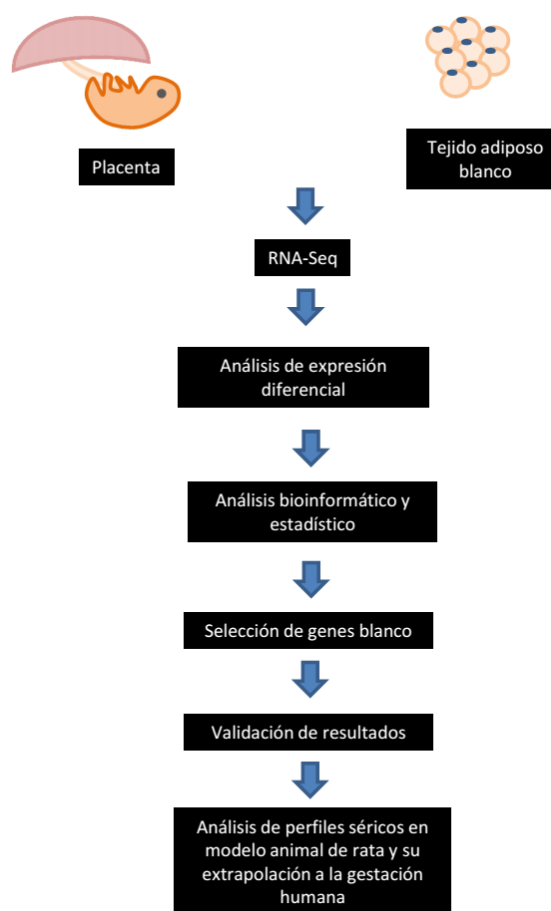 Placenta
Tejido adiposo
blanco
RNA-Seq
Análisis de expresión
diferencial
Análisis bioinformático y
estadístico
Selección de genes blanco
Validación de resultados
Análisis de perfiles séricos en
modelo animal de rata y su
extrapolación a la gestación
humana